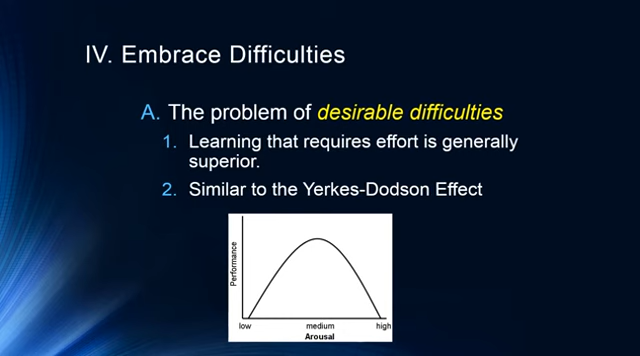 IV. Embrace Difficulties
A. The problem of desirable difficulties
1. Learning that requires effort is generally
superior.
2. Similar to the Yerkes-Dodson Effect
Performance
low medium high
Arousal